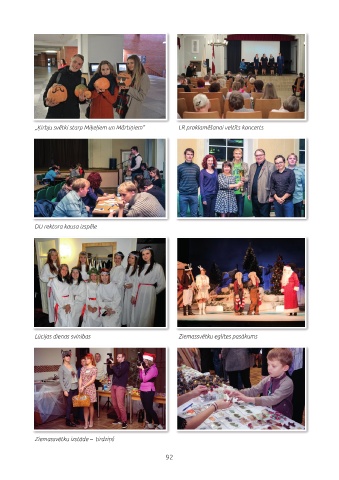 „Ķirbju svētki starp Miķeļiem un Mārtiņiem”
LR proklamēšanai veltīts koncerts
DU rektora kausa izspēle
Lūcijas dienas svinības
Ziemassvētku eglītes pasākums
Ziemassvētku izstāde – tirdziņš
92